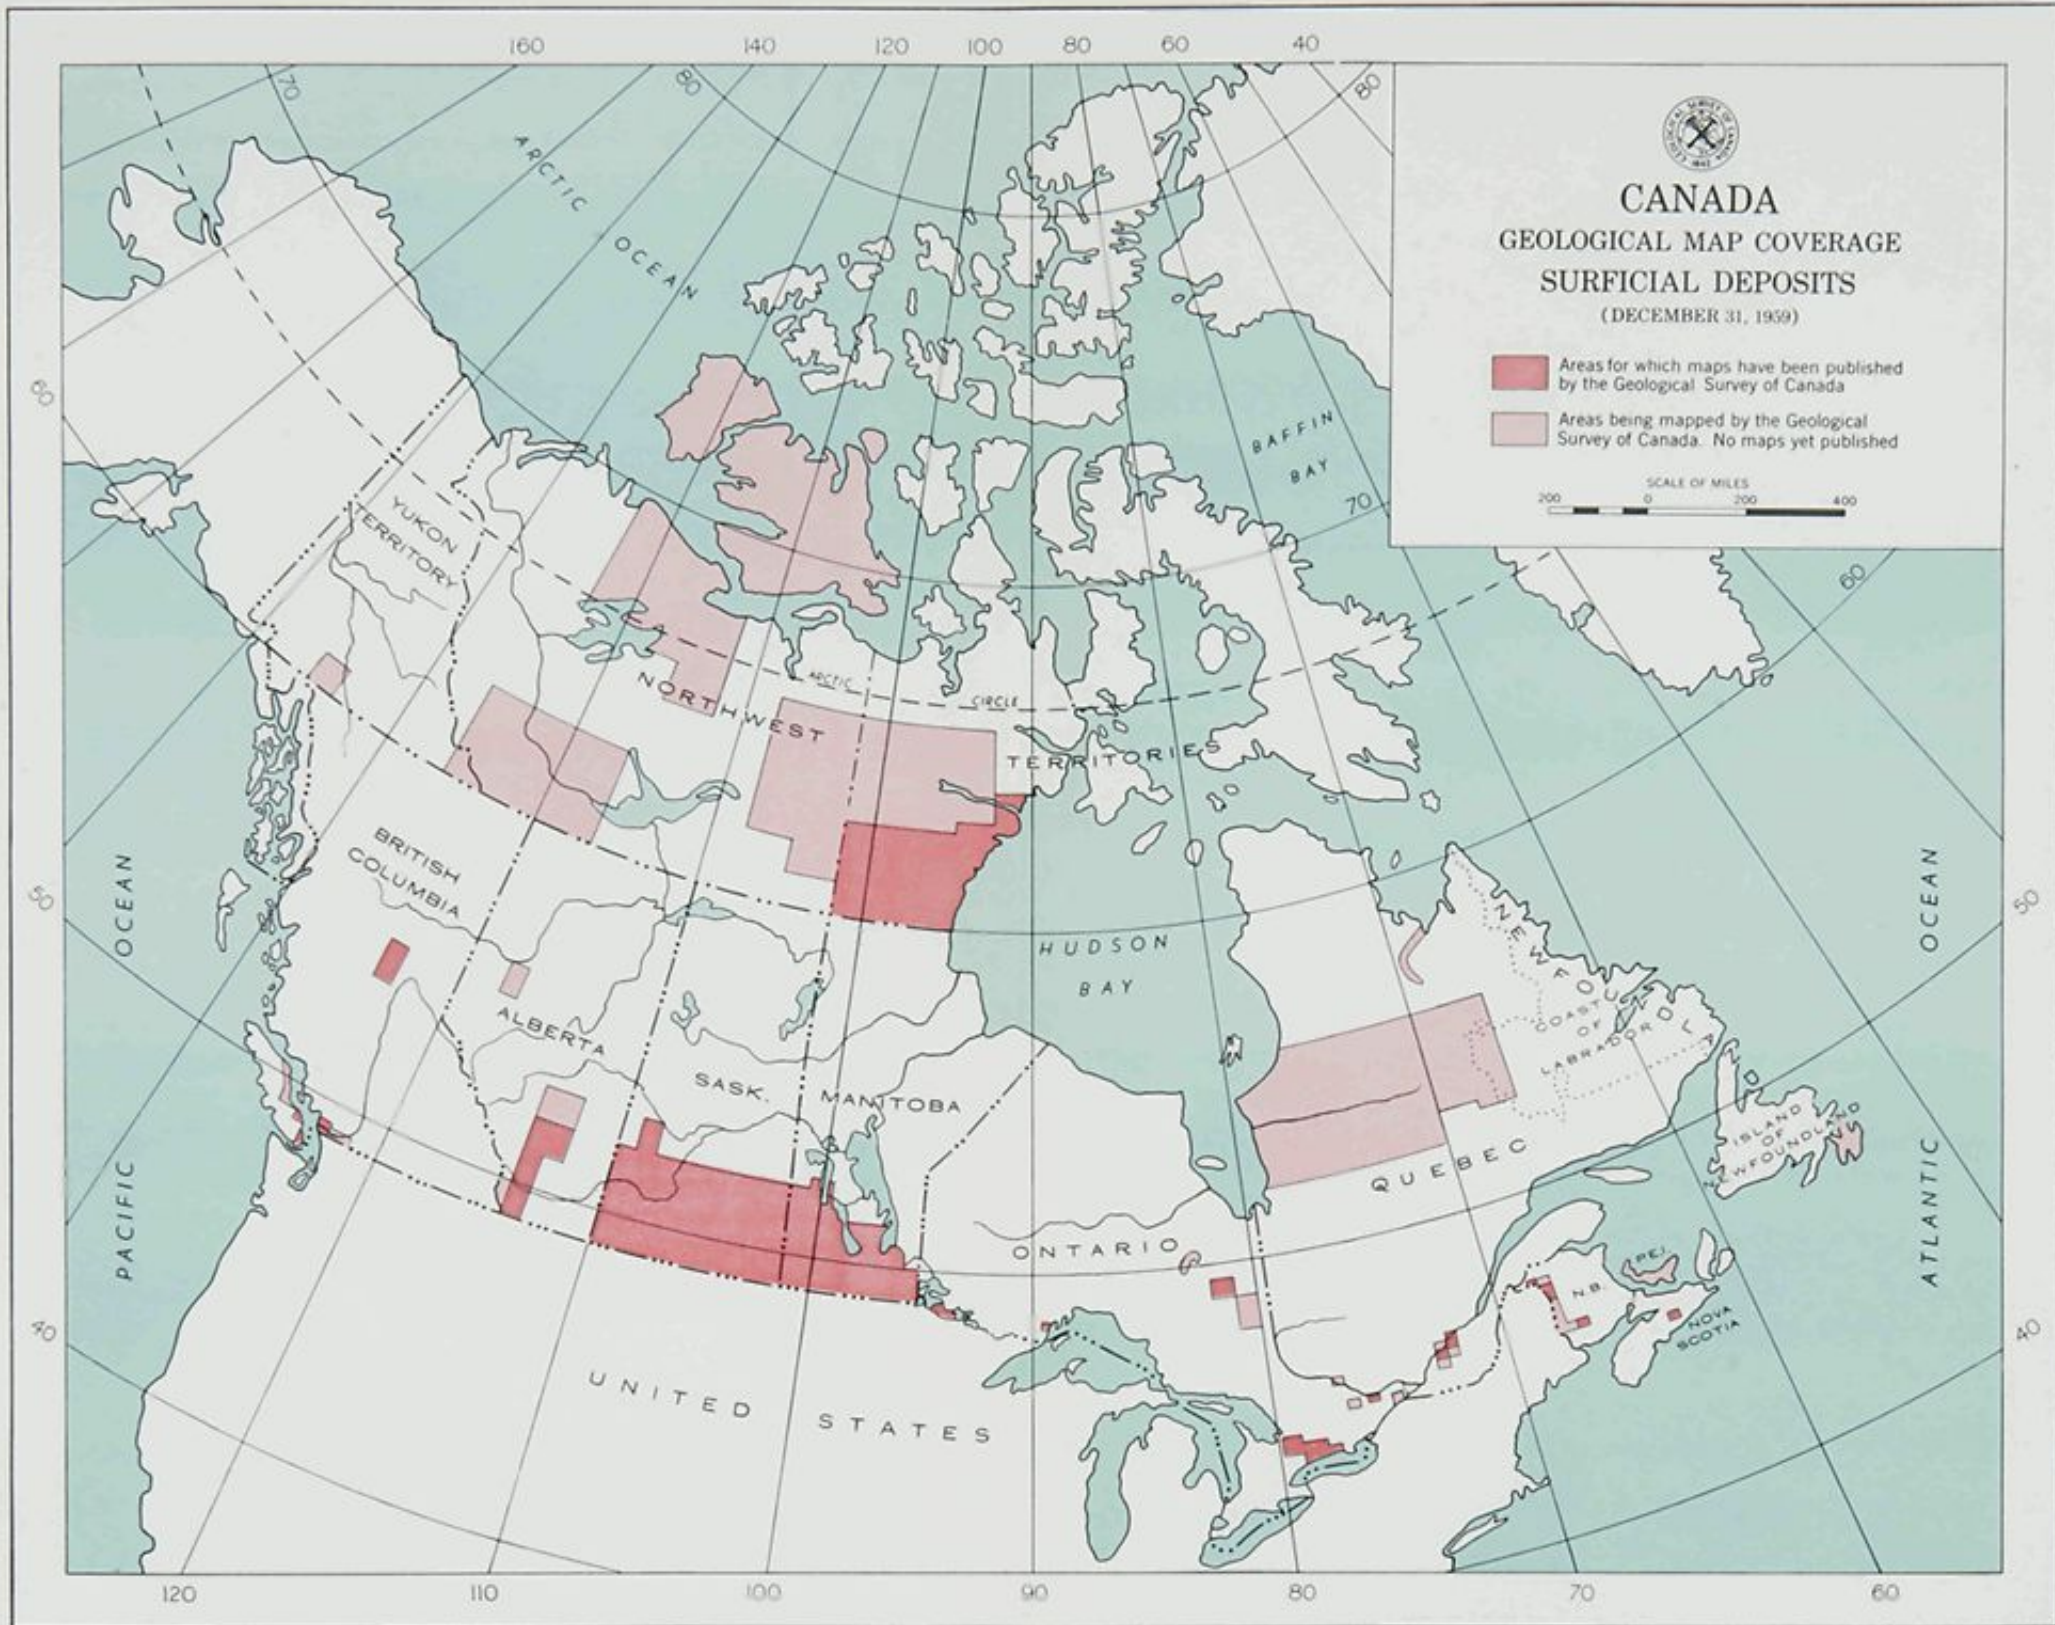 160 140 120 100 80 60 40
70
80
80
CANADA
GEOLOGICAL MAP COVERAGE
SURFICIAL DEPOSITS
(DECEMBER 31, 1959)
Areas for which maps have been published
by the Geological Survey of Canada
Areas being mapped by the Geological
Survey of Canada. No maps yet published
SCALE OF MILES
200 0 200 400
ARCTIC
OCEAN
BAFFIN
BAY
70
60
60
YUKON
TERRITORY
ARCTIC
CIRCLE
NORTHWEST
TERRITORIES
BRITISH
COLUMBIA
HUDSON
BAY
NEWFOUNDLAND
COAST
OF
LABRADOR
50
50
PACIFIC
OCEAN
ATLANTIC
OCEAN
ALBERTA
SASK.
MANITOBA
ISLAND
OF
NEWFOUNDLAND
QUEBEC
ONTARIO
P.E.I.
N.B.
NOVA
SCOTIA
40
40
UNITED STATES
120 110 100 90 80 70 60